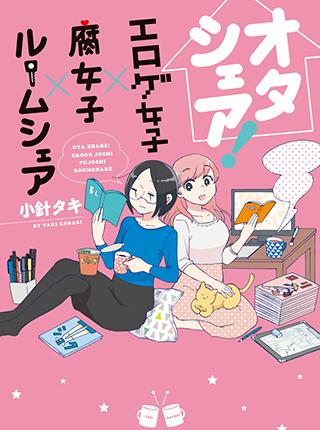 オタシェア!
エロゲ女子
×
腐女子
×
ルームシェア
OTA SHARE!
EROGE JOSHI
FUJOSHI
ROOMSHARE
小針タキ
BY TAKI KOBARI
BL